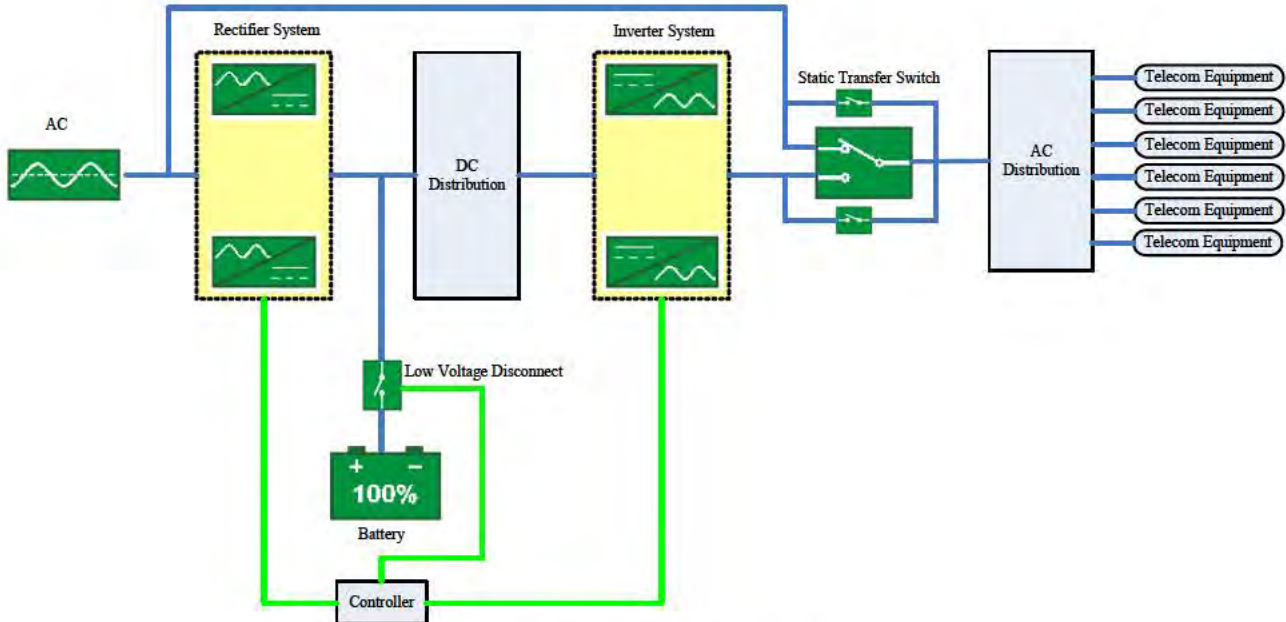 Rectifier System
Inverter System
Static Transfer Switch
AC
DC
Distribution
AC
Distribution
Telecom Equipment
Telecom Equipment
Telecom Equipment
Telecom Equipment
Telecom Equipment
Telecom Equipment
Low Voltage Disconnect
+ −
100%
Battery
Controller